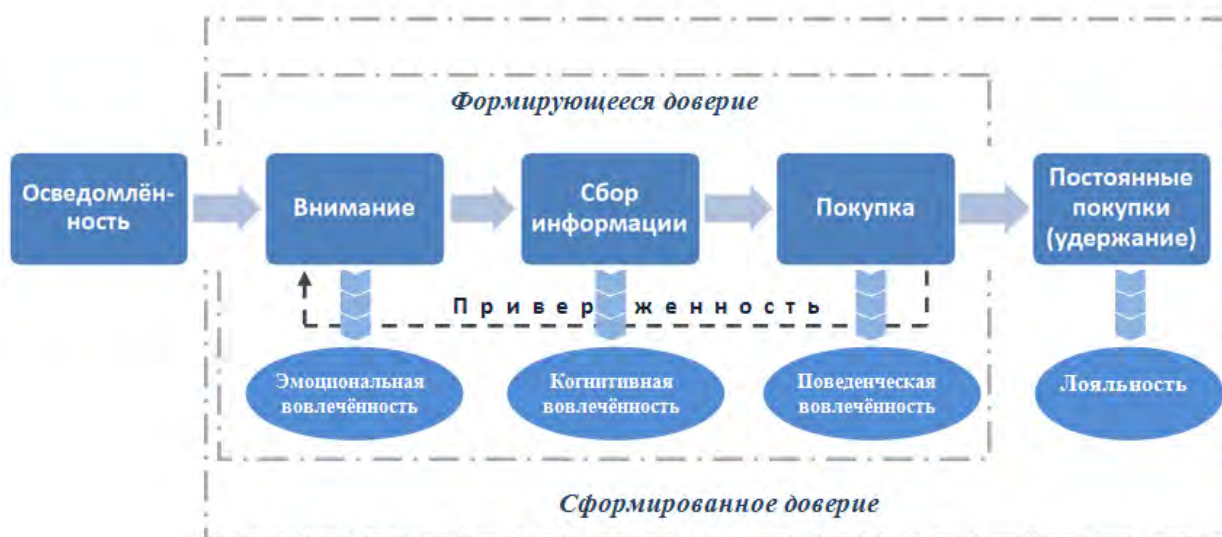 Формирующееся доверие
Осведомлён-
ность
Внимание
Сбор
информации
Покупка
Постоянные
покупки
(удержание)
Приверженность
Эмоциональная
вовлечённость
Когнитивная
вовлечённость
Поведенческая
вовлечённость
Лояльность
Сформированное доверие